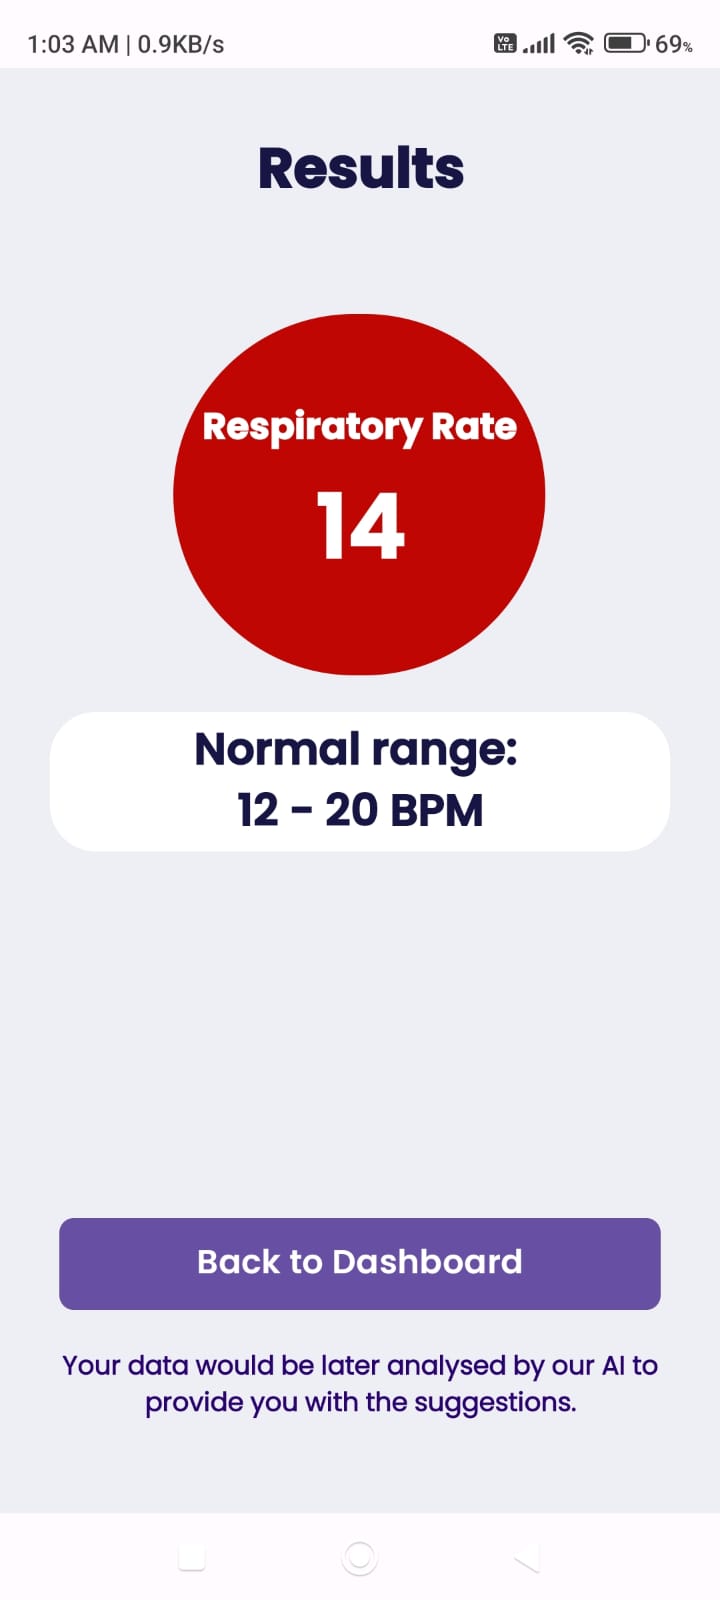 1:03 AM | 0.9KB/s
Vo LTE
69%
Results
Respiratory Rate
14
Normal range:
12 - 20 BPM
Back to Dashboard
Your data would be later analysed by our AI to
provide you with the suggestions.